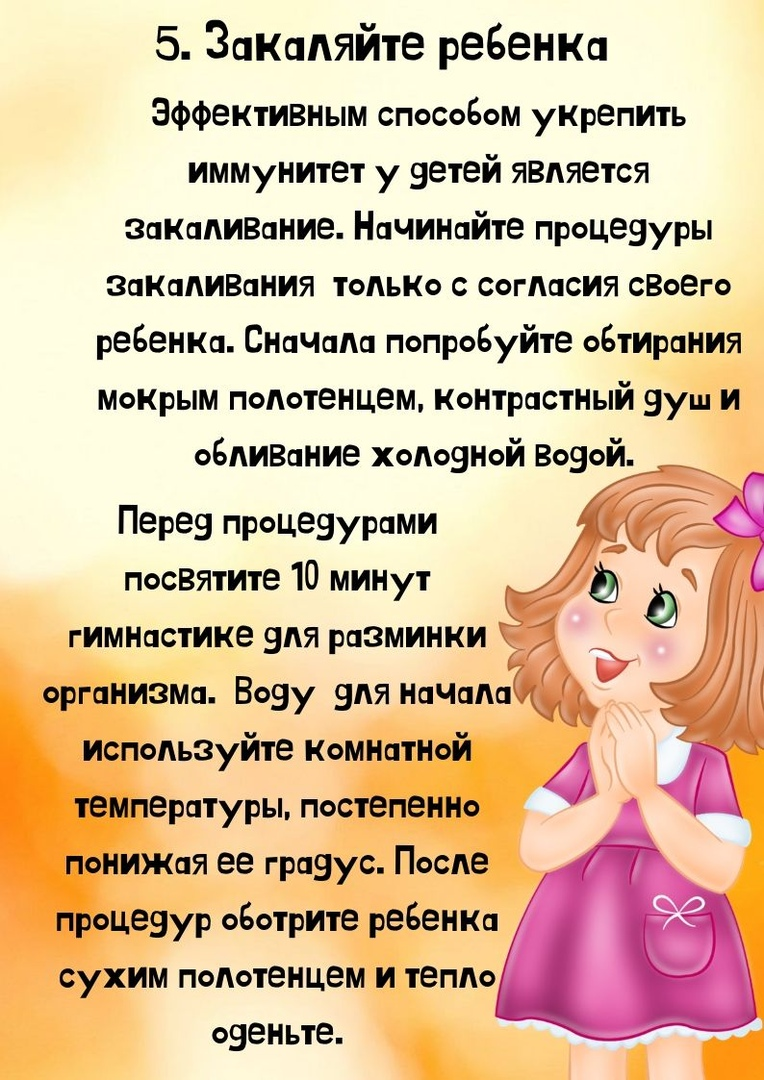 5. Закаляйте ребенка
Эффективным способом укрепить
иммунитет у детей является
закаливание. Начинайте процедуры
закаливания только с согласия своего
ребенка. Сначала попробуйте обтирания
мокрым полотенцем, контрастный душ и
обливание холодной водой.
Перед процедурами
посвятите 10 минут
гимнастике для разминки
организма. Воду для начала
используйте комнатной
температуры, постепенно
понижая ее градус. После
процедур оботрите ребенка
сухим полотенцем и тепло
оденьте.